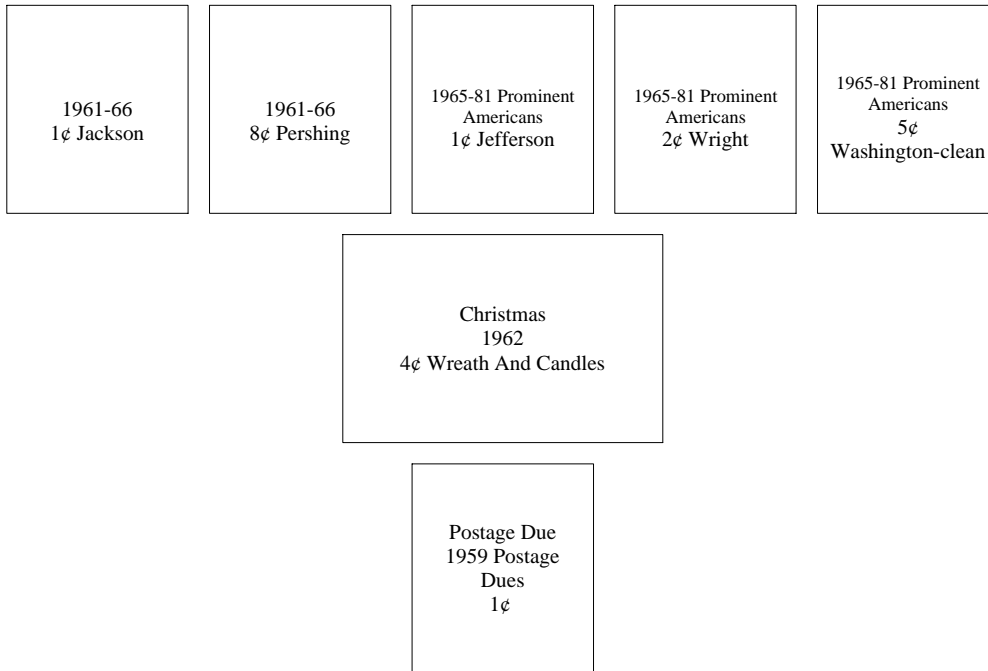 1961-66
1¢ Jackson
1961-66
8¢ Pershing
1965-81 Prominent
Americans
1¢ Jefferson
1965-81 Prominent
Americans
2¢ Wright
1965-81 Prominent
Americans
5¢
Washington-clean
Christmas
1962
4¢ Wreath And Candles
Postage Due
1959 Postage
Dues
1¢